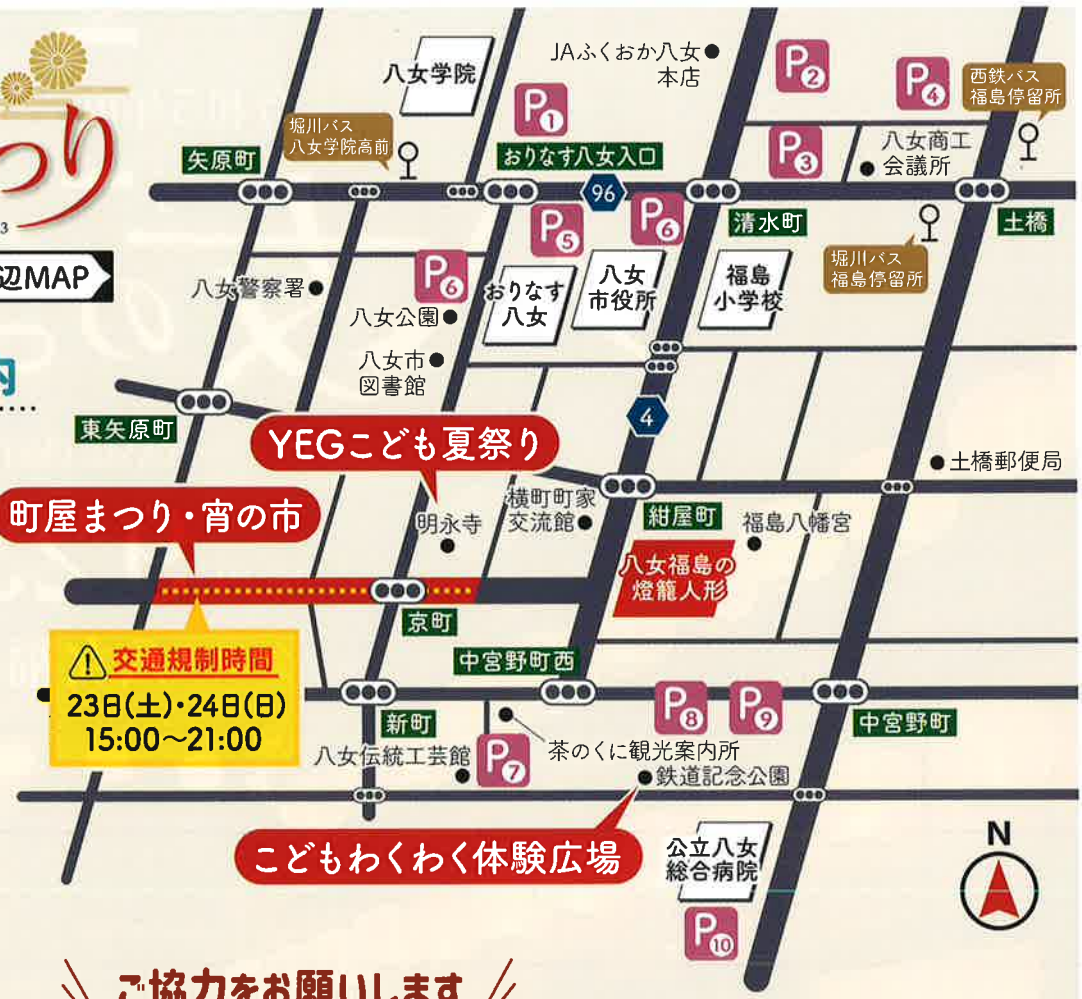 つり
3
辺MAP
内
八女学院
JAふくおか八女
本店
P1
P2
P4
西鉄バス
福島停留所
堀川バス
八女学院高前
矢原町
おりなす八女入口
P3
八女商工
会議所
96
P5
P6
清水町
土橋
堀川バス
福島停留所
八女警察署
P6
おりなす
八女
八女
市役所
福島
小学校
八女公園
八女市
図書館
東矢原町
4
YEGこども夏祭り
土橋郵便局
町屋まつり・宵の市
明永寺
横町町家
交流館
紺屋町
福島八幡宮
八女福島の
燈籠人形
京町
交通規制時間
23日(土)・24日(日)
15:00~21:00
中宮野町西
新町
P8
P9
中宮野町
八女伝統工芸館
P7
茶のくに観光案内所
鉄道記念公園
こどもわくわく体験広場
公立八女
総合病院
N
P10
ご協力をお願いします